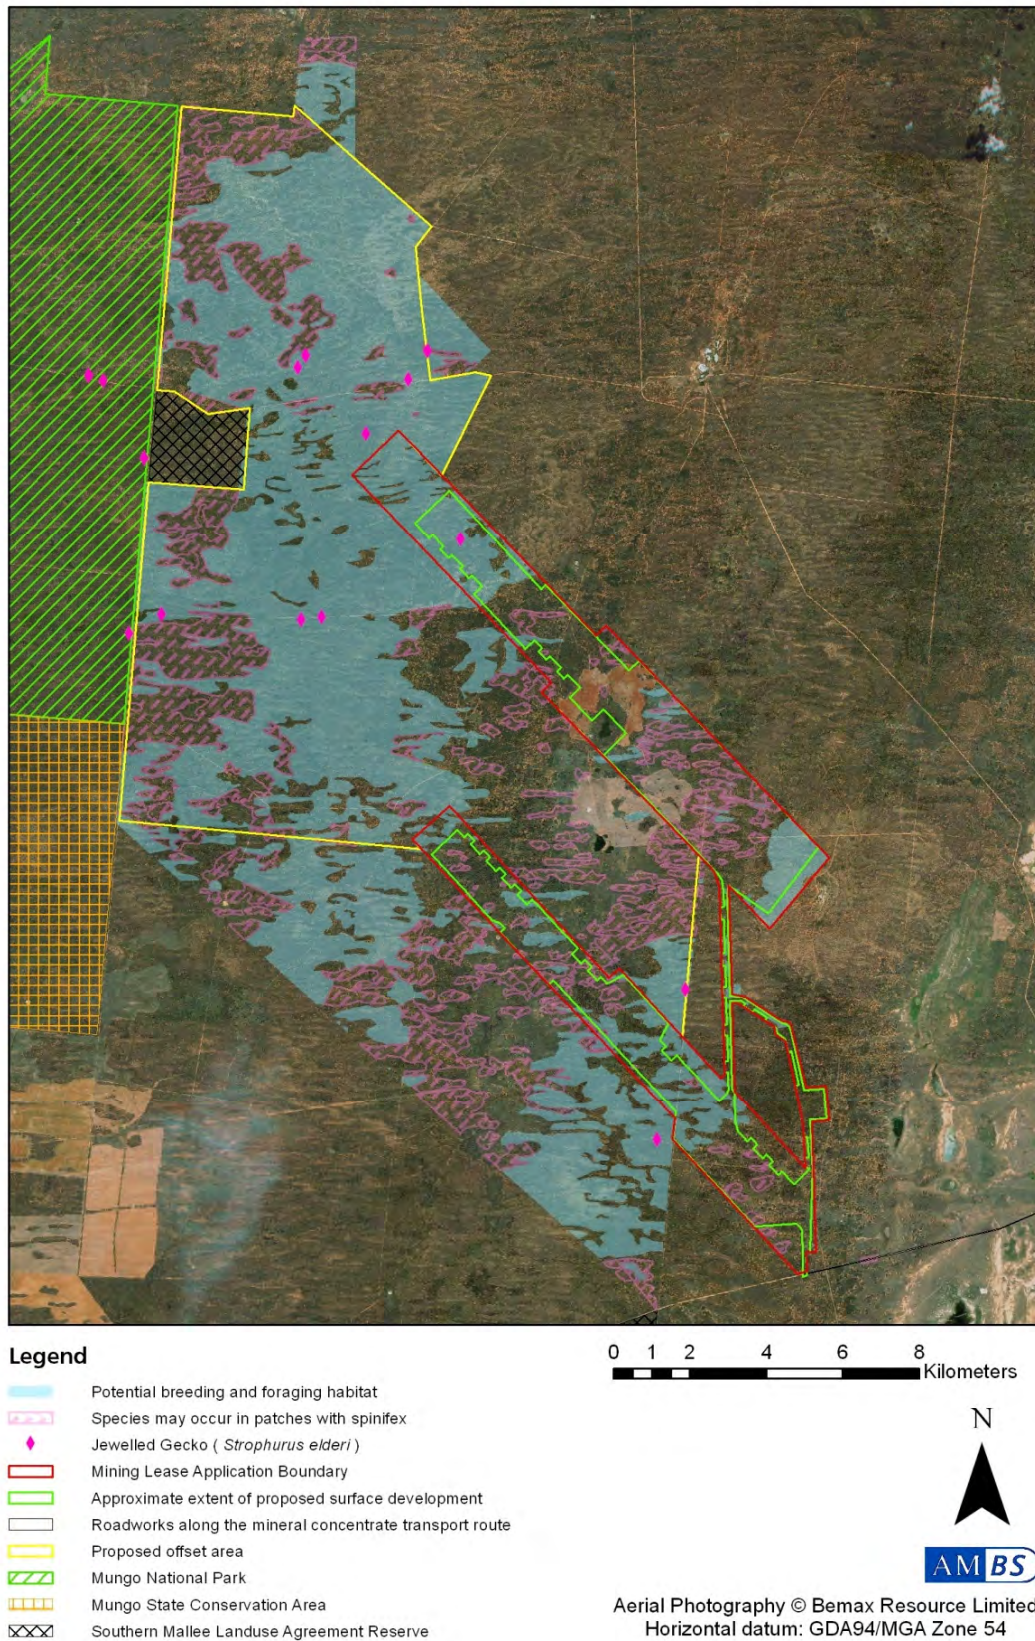 Legend
Potential breeding and foraging habitat
Species may occur in patches with spinifex
Jewelled Gecko ( Strophurus elderi )
Mining Lease Application Boundary
Approximate extent of proposed surface development
Roadworks along the mineral concentrate transport route
Proposed offset area
Mungo National Park
Mungo State Conservation Area
Southern Mallee Landuse Agreement Reserve
0 1 2 4 6 8
Kilometers
N
AMBS
Aerial Photography © Bemax Resource Limited
Horizontal datum: GDA94/MGA Zone 54